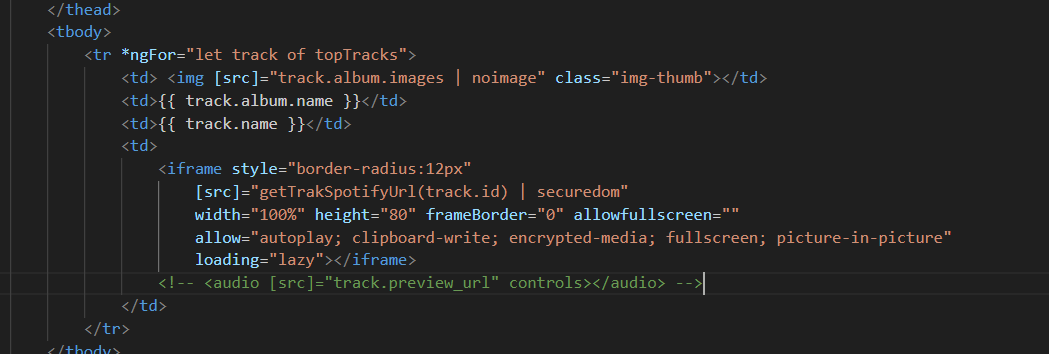 </thead>
<tbody>
<tr *ngFor="let track of topTracks">
<td> <img [src]="track.album.images | noimage" class="img-thumb"></td>
<td>{{ track.album.name }}</td>
<td>{{ track.name }}</td>
<td>
<iframe style="border-radius:12px"
[src]="getTrakSpotifyUrl(track.id) | securedom"
width="100%" height="80" frameBorder="0" allowfullscreen=""
allow="autoplay; clipboard-write; encrypted-media; fullscreen; picture-in-picture"
loading="lazy"></iframe>
<!-- <audio [src]="track.preview_url" controls></audio> -->
</td>
</tr>
</tbody>